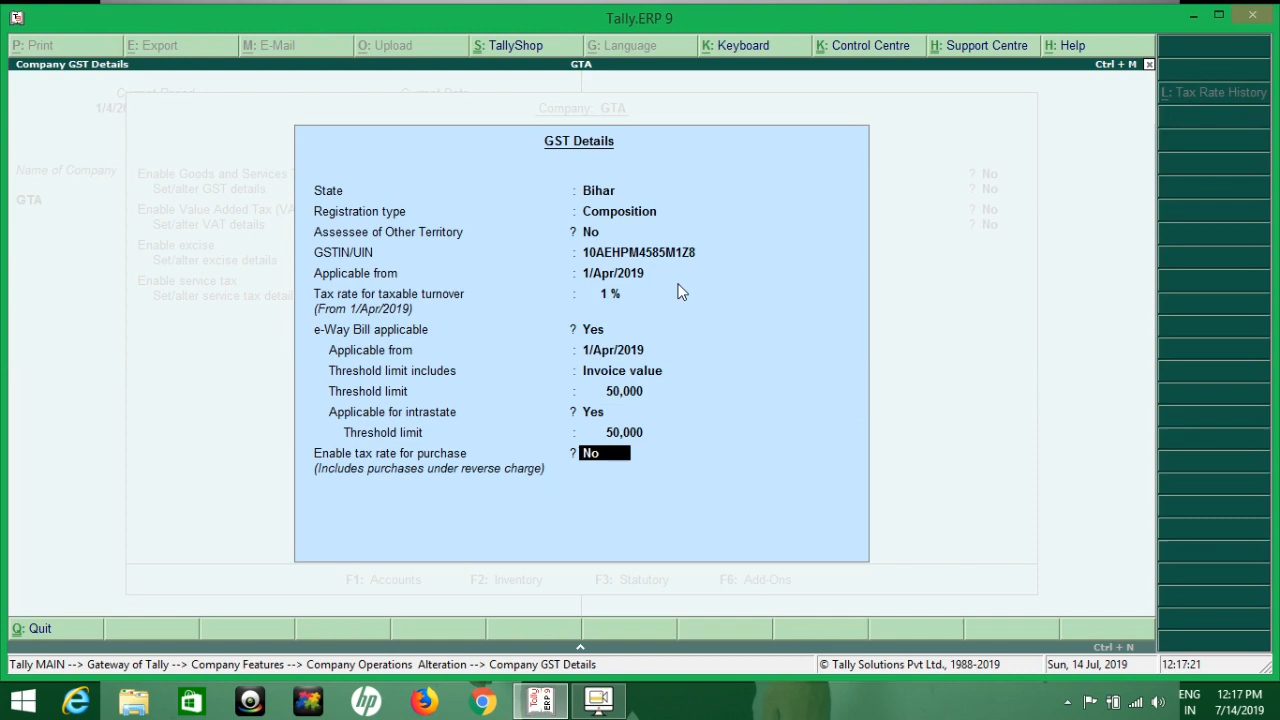 Tally.ERP 9
P: Print E: Export M: E-Mail O: Upload S: TallyShop G: Language K: Keyboard K: Control Centre H: Support Centre H: Help
Company GST Details GTA Ctrl + M
L: Tax Rate History
1/4/20
Company: GTA
Name of Company
GTA
Enable Goods and Services T ? No
Set/alter GST details ? No
Enable Value Added Tax (VA ? No
Set/alter VAT details ? No
Enable excise
Set/alter excise details
Enable service tax
Set/alter service tax detail
GST Details
State : Bihar
Registration type : Composition
Assessee of Other Territory ? No
GSTIN/UIN : 10AEHPM4585M1Z8
Applicable from : 1/Apr/2019
Tax rate for taxable turnover : 1 %
(From 1/Apr/2019)
e-Way Bill applicable ? Yes
Applicable from : 1/Apr/2019
Threshold limit includes : Invoice value
Threshold limit : 50,000
Applicable for intrastate ? Yes
Threshold limit : 50,000
Enable tax rate for purchase ? No
(Includes purchases under reverse charge)
F1: Accounts F2: Inventory F3: Statutory F6: Add-Ons
Q: Quit
Ctrl + N
Tally MAIN --> Gateway of Tally --> Company Features --> Company Operations Alteration --> Company GST Details © Tally Solutions Pvt Ltd., 1988-2019 Sun, 14 Jul, 2019 12:17:21
ENG 12:17 PM
IN 7/14/2019